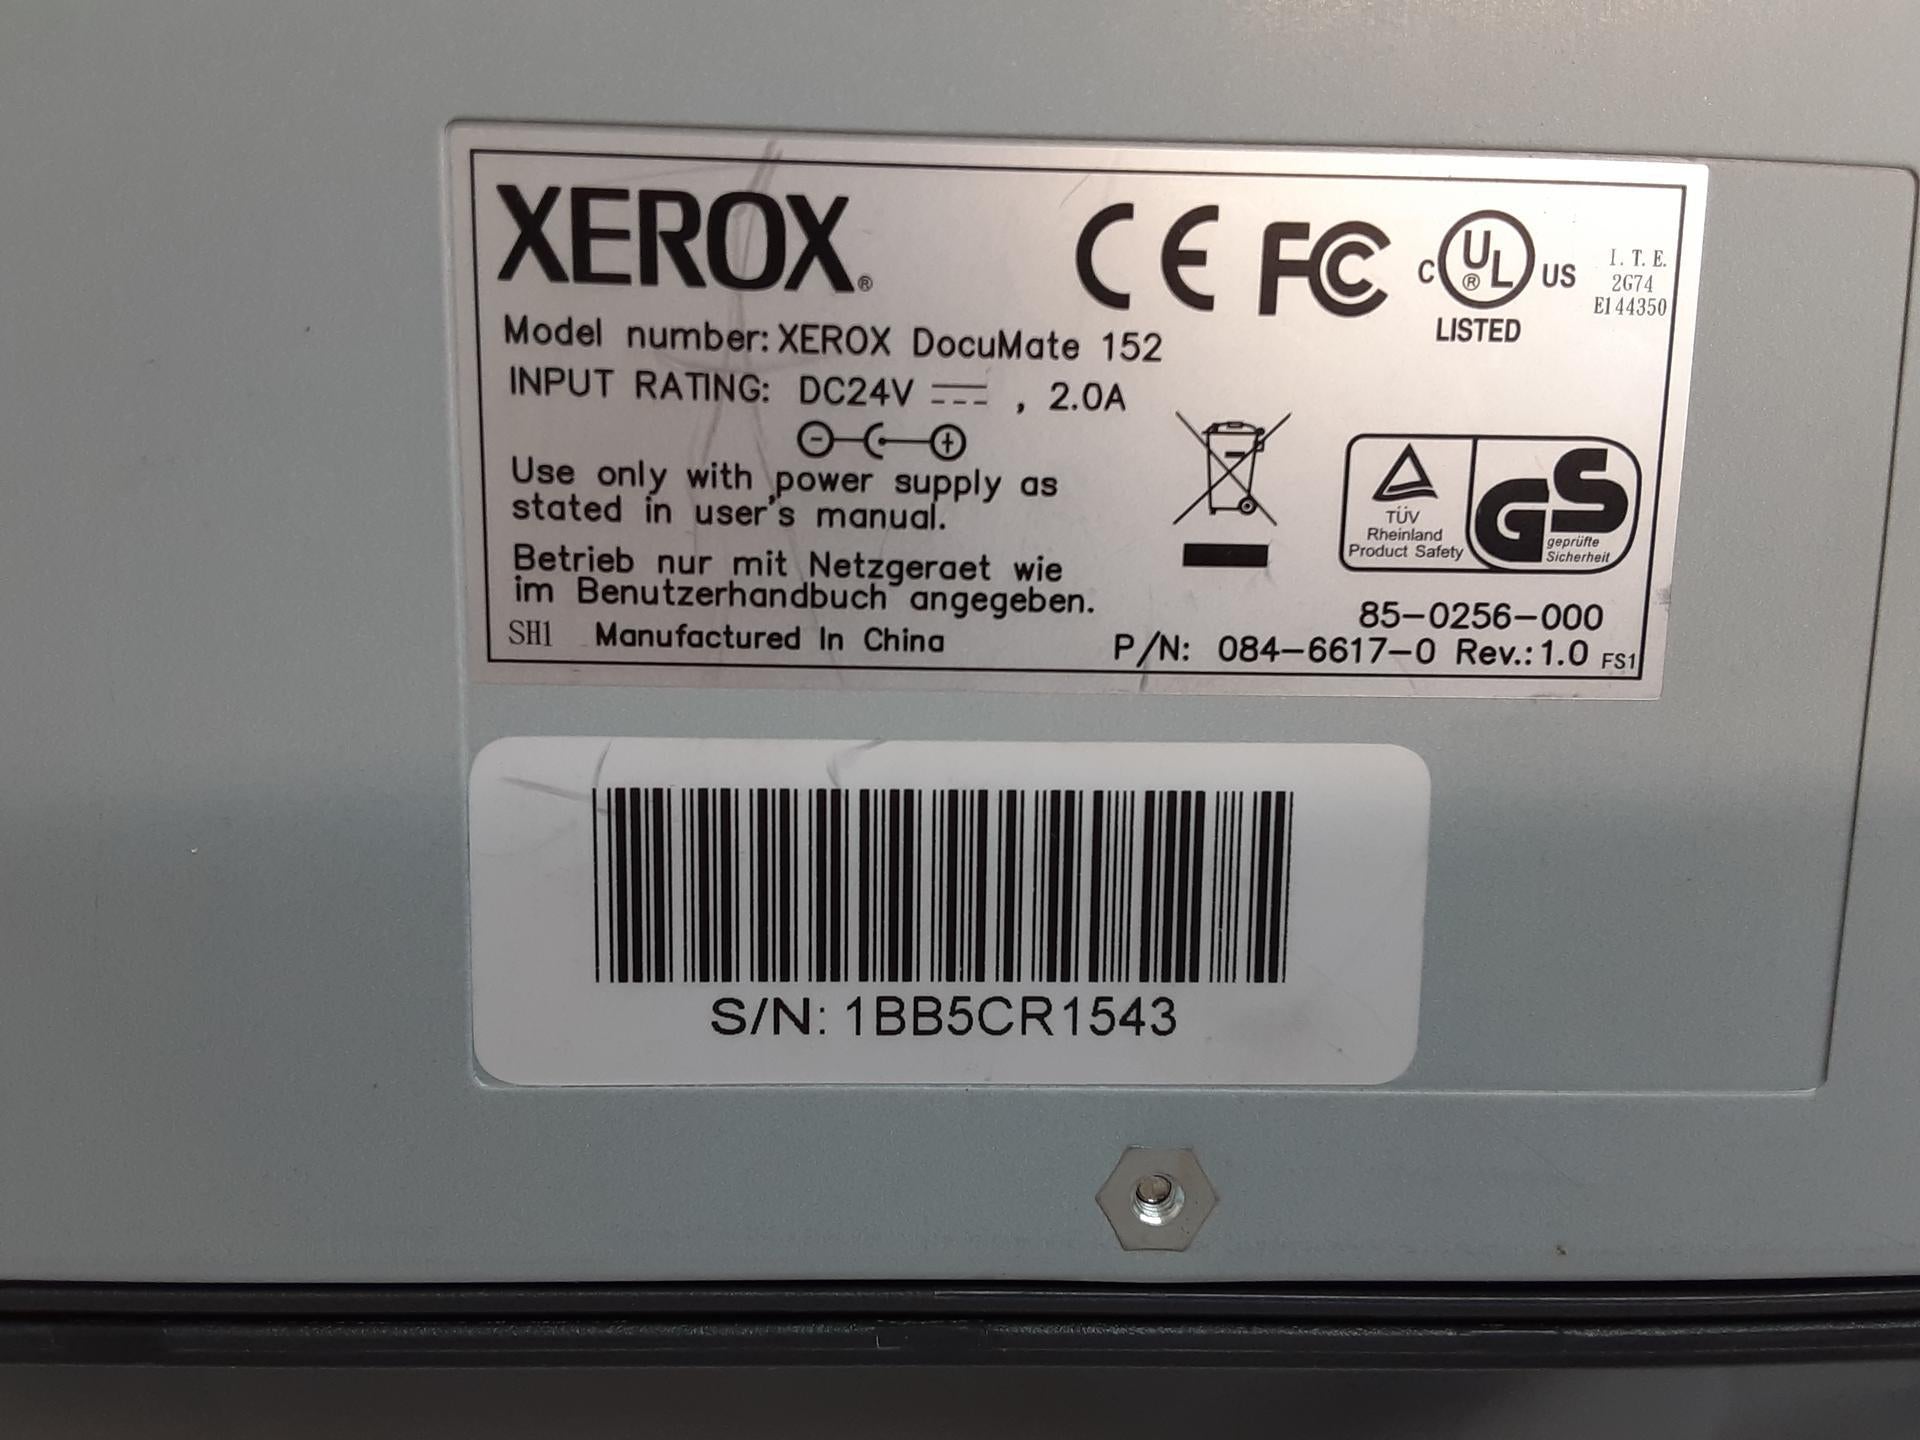 XEROX®
CE FC C UL® US
LISTED
I.T.E.
2G74
E144350
Model number: XEROX DocuMate 152
INPUT RATING: DC24V , 2.0A
Use only with power supply as
stated in user's manual.
Betrieb nur mit Netzgeraet wie
im Benutzerhandbuch angegeben.
SH1 Manufactured In China
TÜV
Rheinland
Product Safety
GS
geprüfte
Sicherheit
85-0256-000
P/N: 084-6617-0 Rev.:1.0 FS1
S/N: 1BB5CR1543